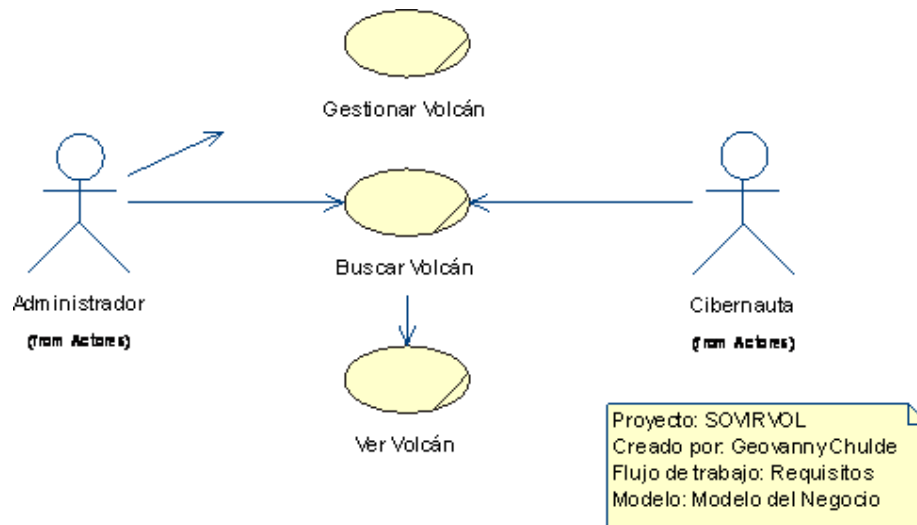 Gestionar Volcán
Buscar Volcán
Administrador
(from Actores)
Cibernauta
(from Actores)
Ver Volcán
Proyecto: SOVIRVOL
Creado por: Geovanny Chulde
Flujo de trabajo: Requisitos
Modelo: Modelo del Negocio